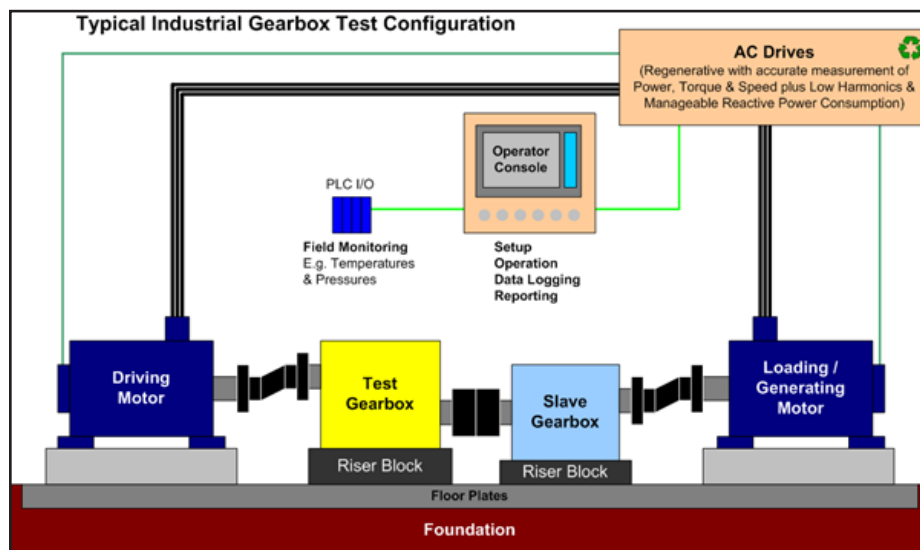 Typical Industrial Gearbox Test Configuration
AC Drives
(Regenerative with accurate measurement of
Power, Torque & Speed plus Low Harmonics &
Manageable Reactive Power Consumption)
Operator
Console
PLC I/O
Field Monitoring
E.g. Temperatures
& Pressures
Setup
Operation
Data Logging
Reporting
Driving
Motor
Test
Gearbox
Slave
Gearbox
Loading /
Generating
Motor
Riser Block
Riser Block
Floor Plates
Foundation